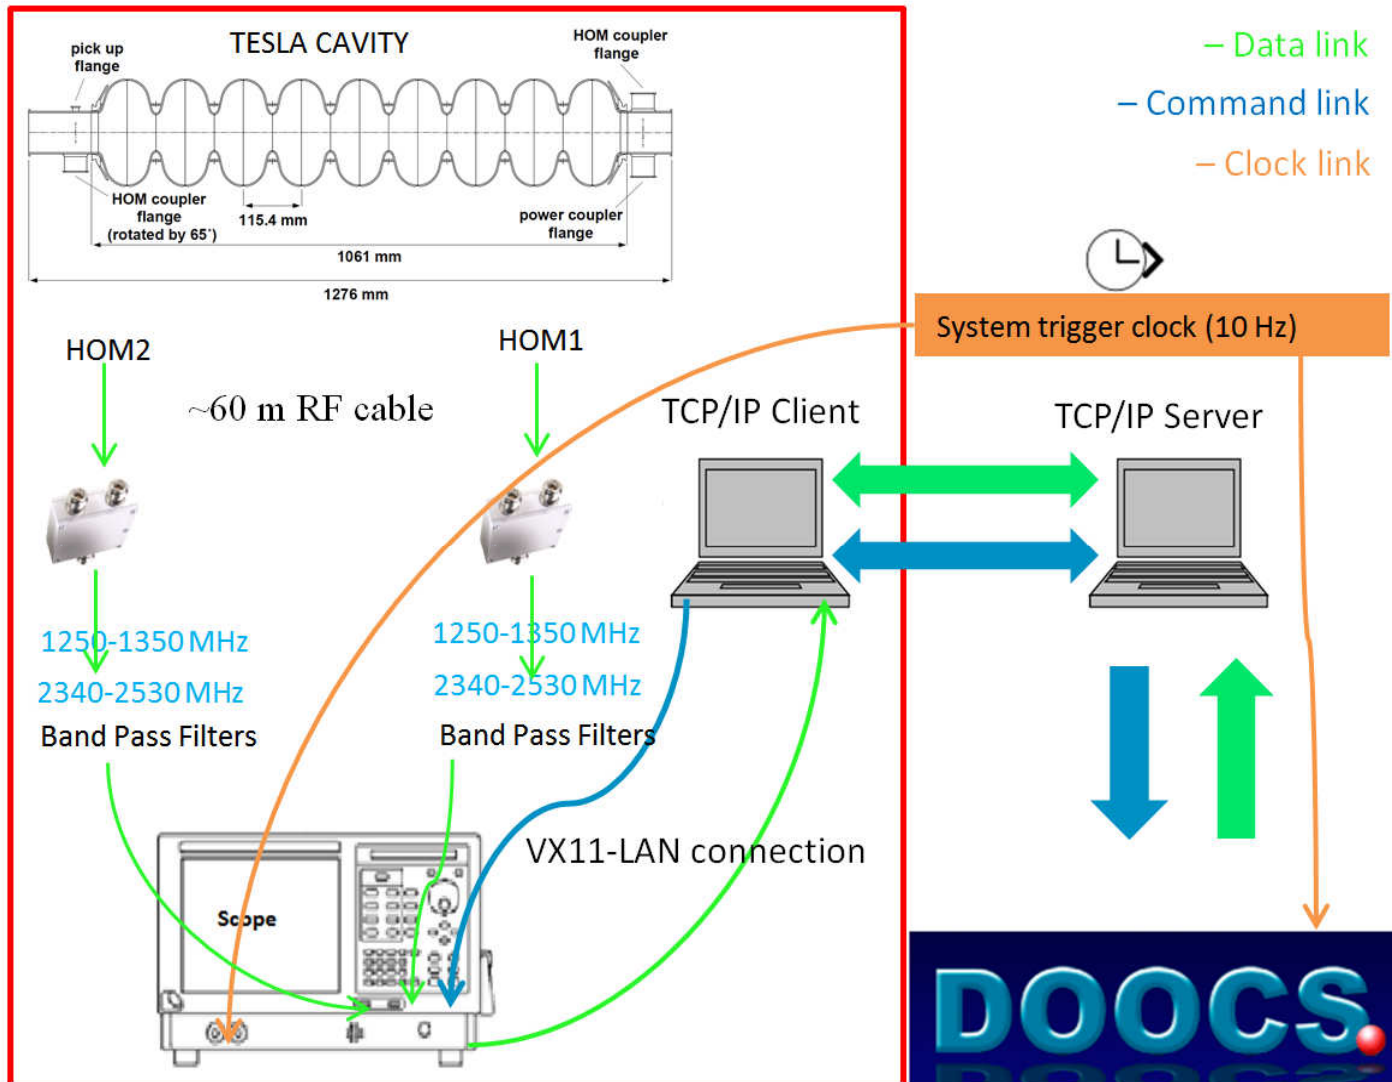 TESLA CAVITY
pick up
flange
HOM coupler
flange
HOM coupler
flange
(rotated by 65°)
115.4 mm
power coupler
flange
1061 mm
1276 mm
– Data link
– Command link
– Clock link
System trigger clock (10 Hz)
HOM2
HOM1
~60 m RF cable
TCP/IP Client
TCP/IP Server
1250-1350 MHz
2340-2530 MHz
Band Pass Filters
1250-1350 MHz
2340-2530 MHz
Band Pass Filters
VX11-LAN connection
Scope
DOOCS